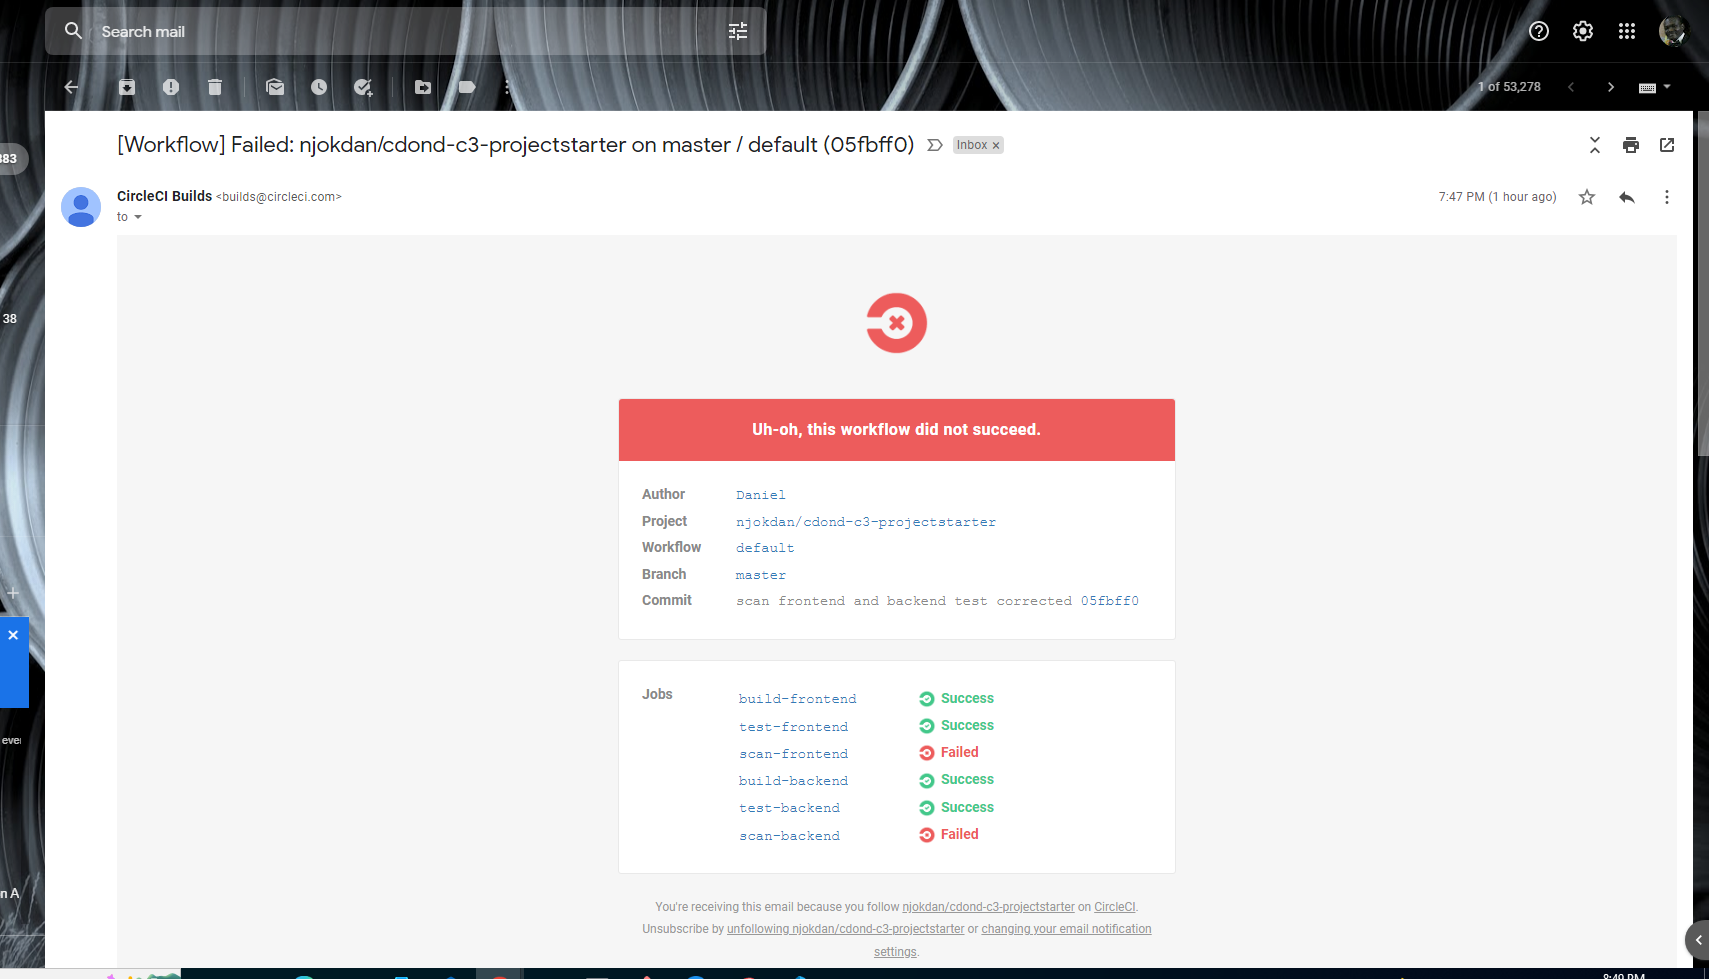 Search mail
1 of 53,278
[Workflow] Failed: njokdan/cdond-c3-projectstarter on master / default (05fbff0)
Inbox ×
383
CircleCI Builds <builds@circleci.com>
7:47 PM (1 hour ago)
to
38
Uh-oh, this workflow did not succeed.
Author Daniel
Project njokdan/cdond-c3-projectstarter
Workflow default
Branch master
Commit scan frontend and backend test corrected 05fbff0
Jobs build-frontend Success
test-frontend Success
scan-frontend Failed
build-backend Success
test-backend Success
scan-backend Failed
n A
You're receiving this email because you follow njokdan/cdond-c3-projectstarter on CircleCI.
Unsubscribe by unfollowing njokdan/cdond-c3-projectstarter or changing your email notification
settings.
8:49 PM